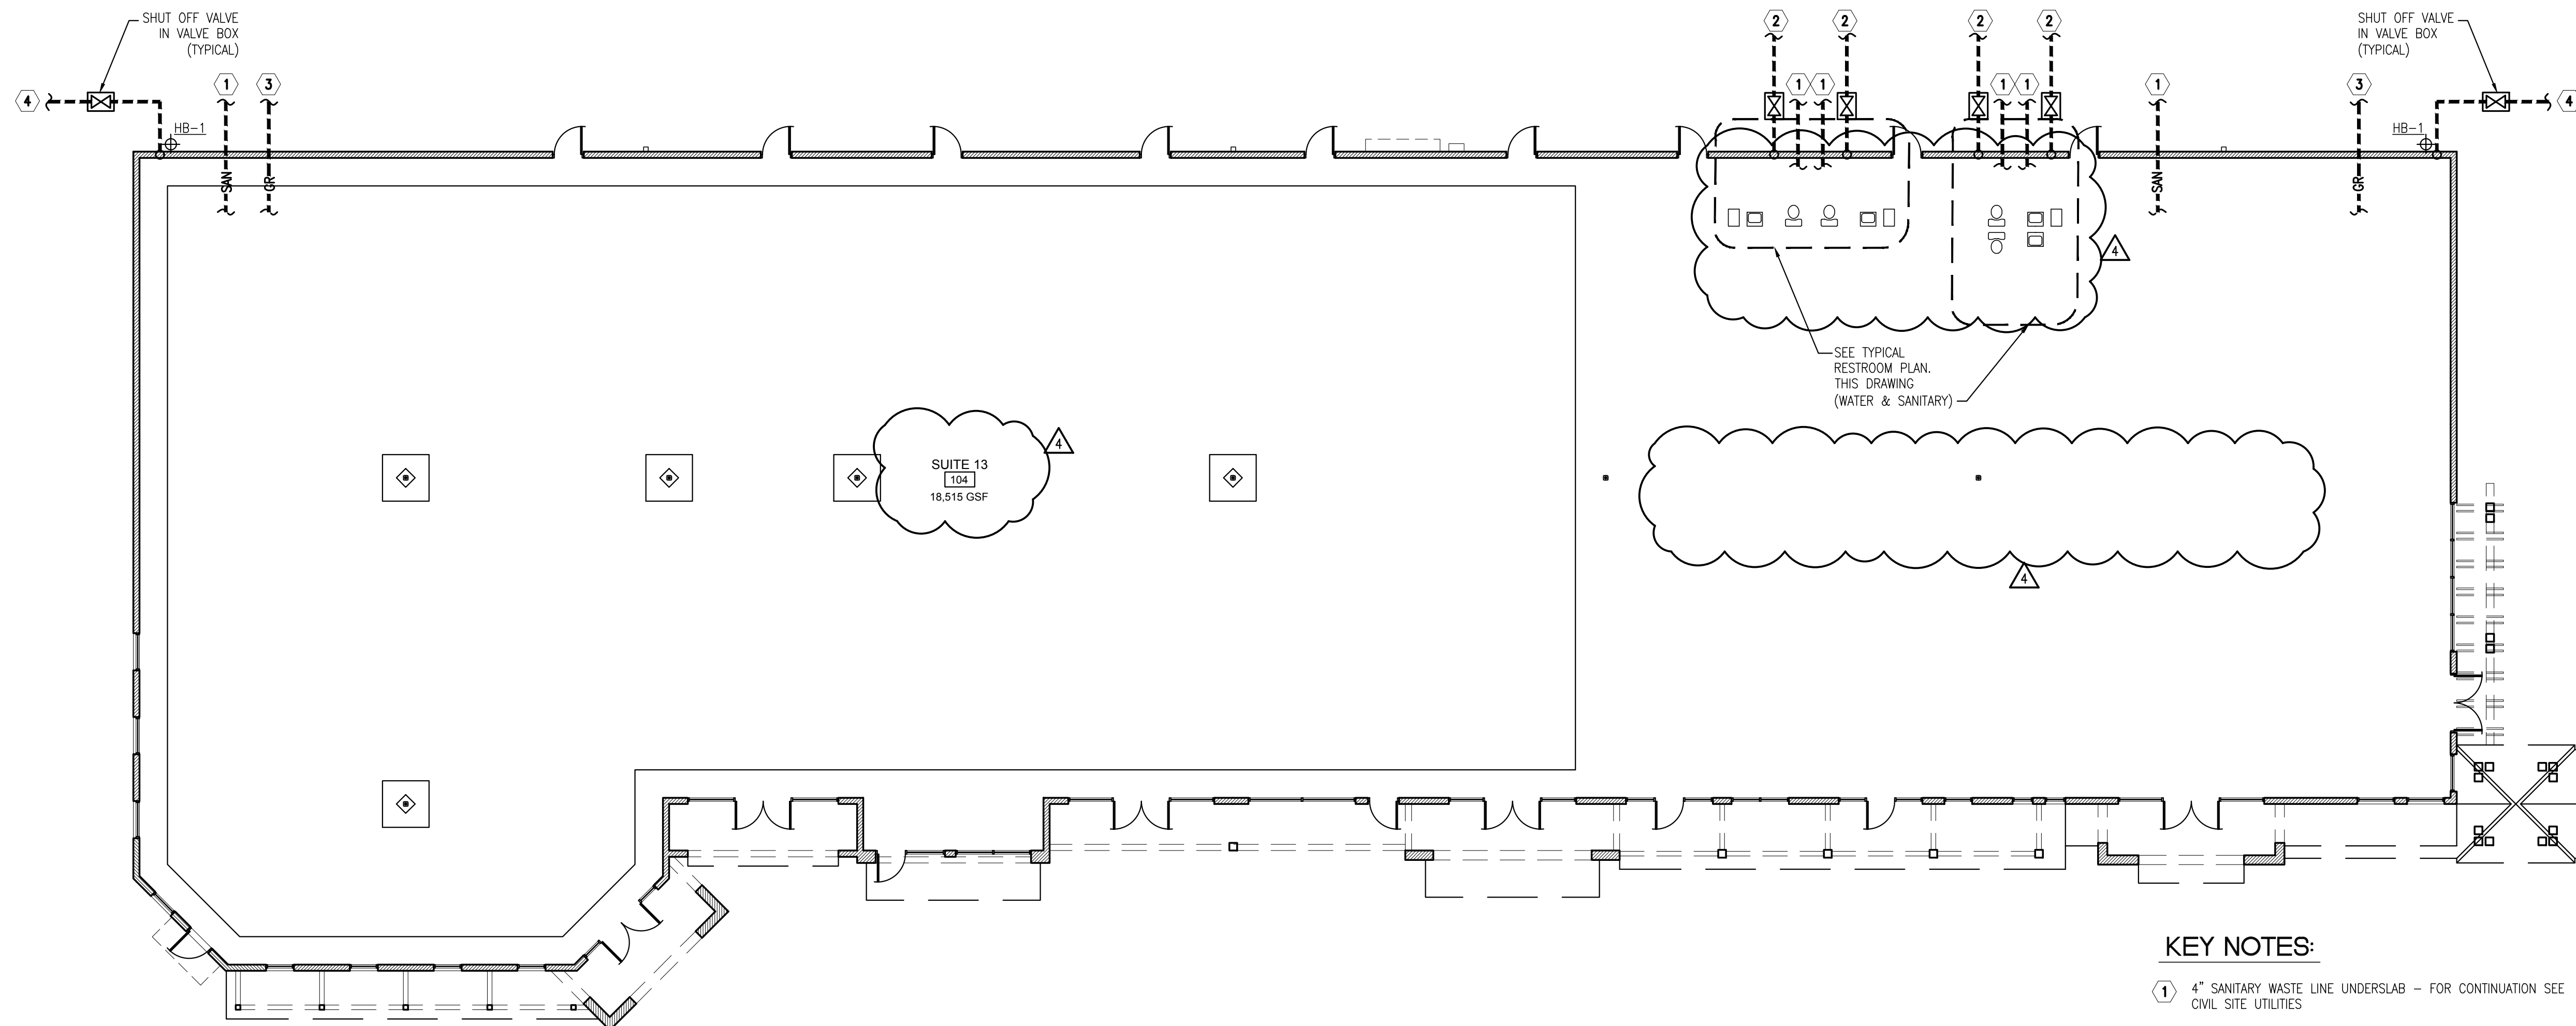 SHUT OFF VALVE
IN VALVE BOX
(TYPICAL)
2
2
2
2
SHUT OFF VALVE
IN VALVE BOX
(TYPICAL)
1
3
1
1
1
1
1
3
4
4
HB-1
HB-1
SAN
GR
SAN
GR
4
SEE TYPICAL
RESTROOM PLAN.
THIS DRAWING
(WATER & SANITARY)
4
SUITE 13
104
18,515 GSF
4
KEY NOTES:
1 4" SANITARY WASTE LINE UNDERSLAB - FOR CONTINUATION SEE
CIVIL SITE UTILITIES